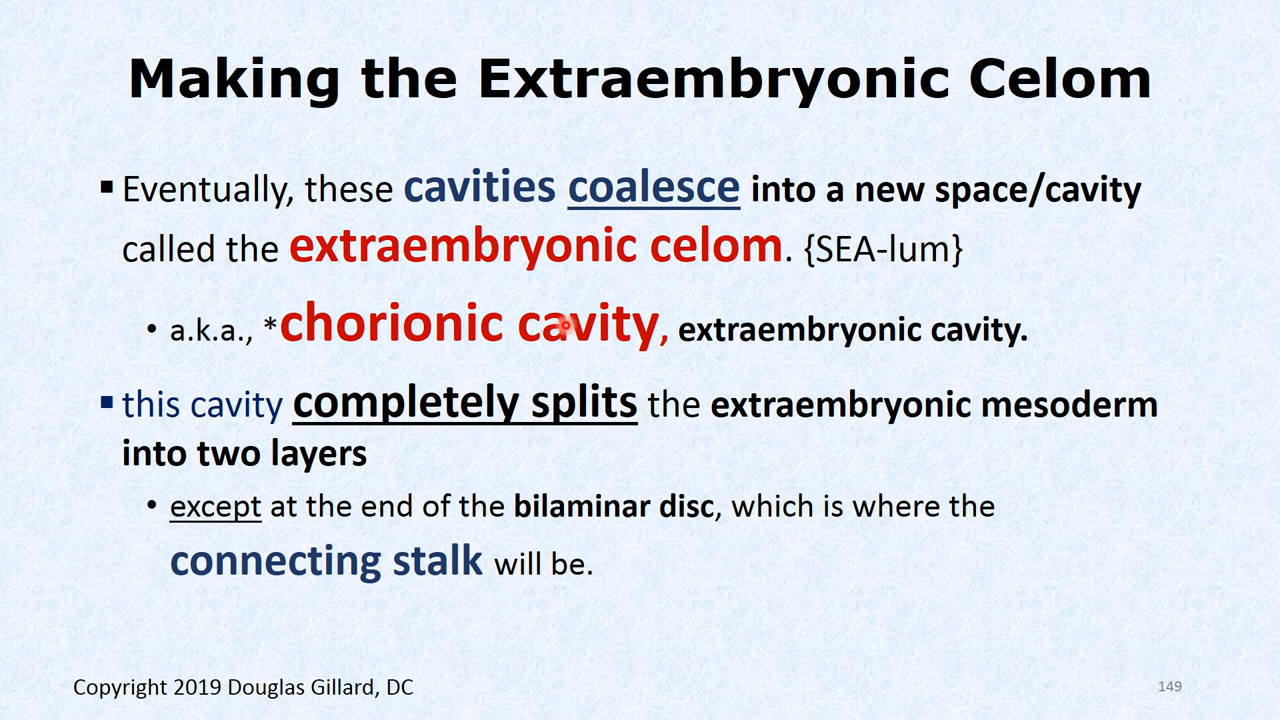 Making the Extraembryonic Celom
▪ Eventually, these cavities coalesce into a new space/cavity
called the extraembryonic celom. {SEA-lum}
• a.k.a., *chorionic cavity, extraembryonic cavity.
▪ this cavity completely splits the extraembryonic mesoderm
into two layers
• except at the end of the bilaminar disc, which is where the
connecting stalk will be.
Copyright 2019 Douglas Gillard, DC
149